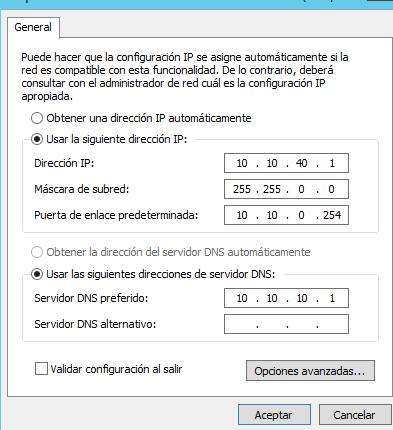 General
Puede hacer que la configuración IP se asigne automáticamente si la
red es compatible con esta funcionalidad. De lo contrario, deberá
consultar con el administrador de red cuál es la configuración IP
apropiada.
Obtener una dirección IP automáticamente
Usar la siguiente dirección IP:
Dirección IP: 10 . 10 . 40 . 1
Máscara de subred: 255 . 255 . 0 . 0
Puerta de enlace predeterminada: 10 . 10 . 0 . 254
Obtener la dirección del servidor DNS automáticamente
Usar las siguientes direcciones de servidor DNS:
Servidor DNS preferido: 10 . 10 . 10 . 1
Servidor DNS alternativo: . . .
Validar configuración al salir
Opciones avanzadas...
Aceptar Cancelar